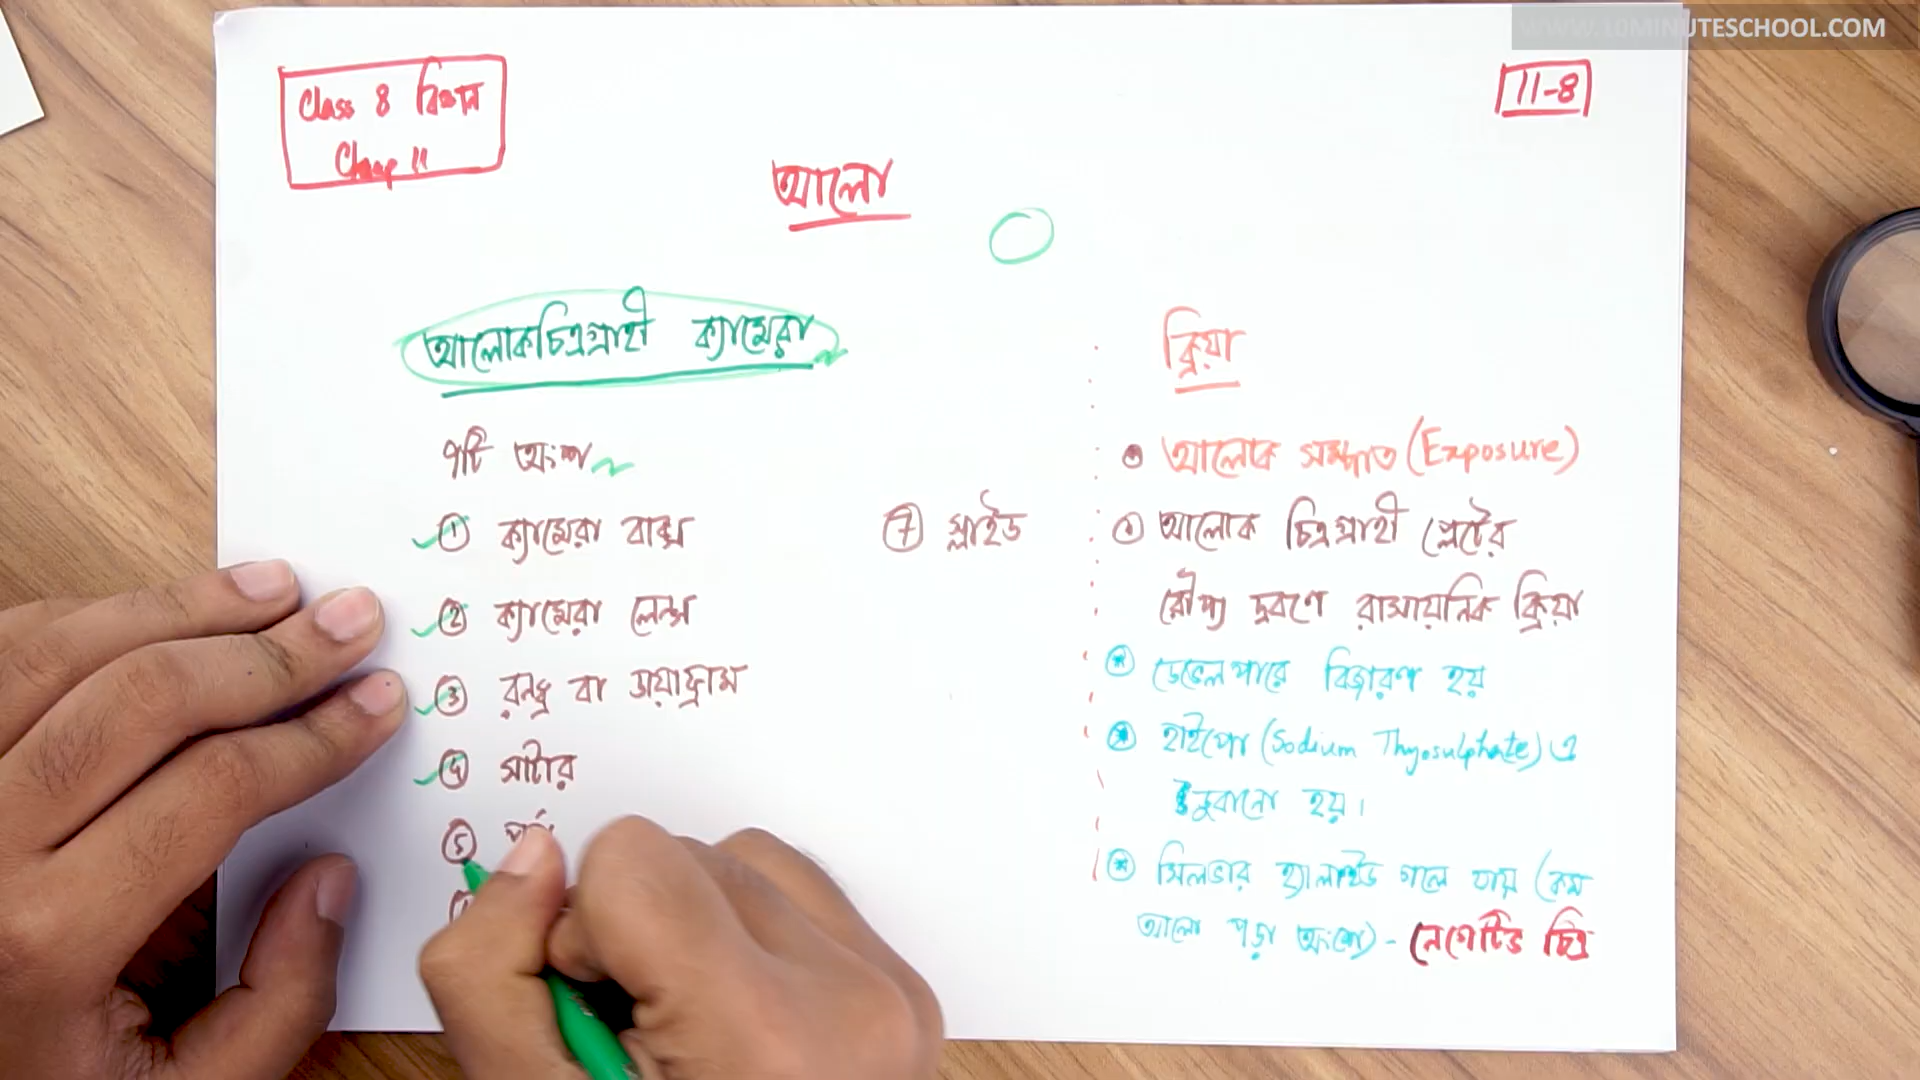 WWW.10MINUTESCHOOL.COM
Class 8 বিজ্ঞান
Chap 11
11-8
আলো
আলোকচিত্রগ্রাহী ক্যামেরা
৭টি অংশ
① ক্যামেরা বাক্স
② ক্যামেরা লেন্স
③ রন্ধ্র বা ডায়াফ্রাম
④ সাটার
⑤
⑦ স্লাইড
ক্রিয়া
আলোক সম্পাত (Exposure)
আলোক চিত্রগ্রাহী প্লেটের
রৌপ্য দ্রবণে রাসায়নিক ক্রিয়া
ডেভেলপারে বিজারণ হয়
হাইপো (Sodium Thyosulphate) এ
ডুবানো হয়।
সিলভার হ্যালাইড গলে যায় (কম
আলো পড়া অংশে) - নেগেটিভ চিত্র